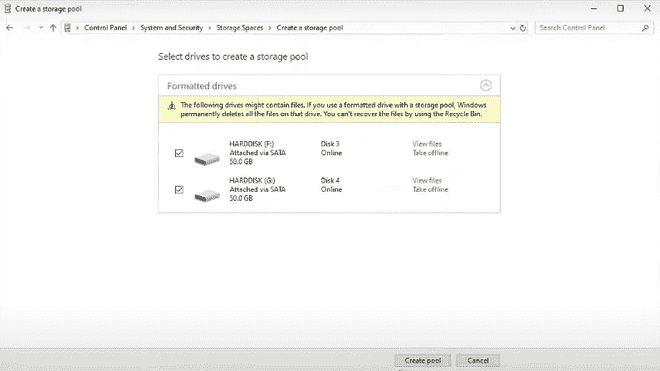 Create a storage pool
Control Panel > System and Security > Storage Spaces > Create a storage pool
Search Control Panel
Select drives to create a storage pool
Formatted drives
The following drives might contain files. If you use a formatted drive with a storage pool, Windows
permanently deletes all the files on that drive. You can't recover the files by using the Recycle Bin.
HARDDISK (F:) Disk 3 View files
Attached via SATA Online Take offline
50.0 GB
HARDDISK (G:) Disk 4 View files
Attached via SATA Online Take offline
50.0 GB
Create pool Cancel